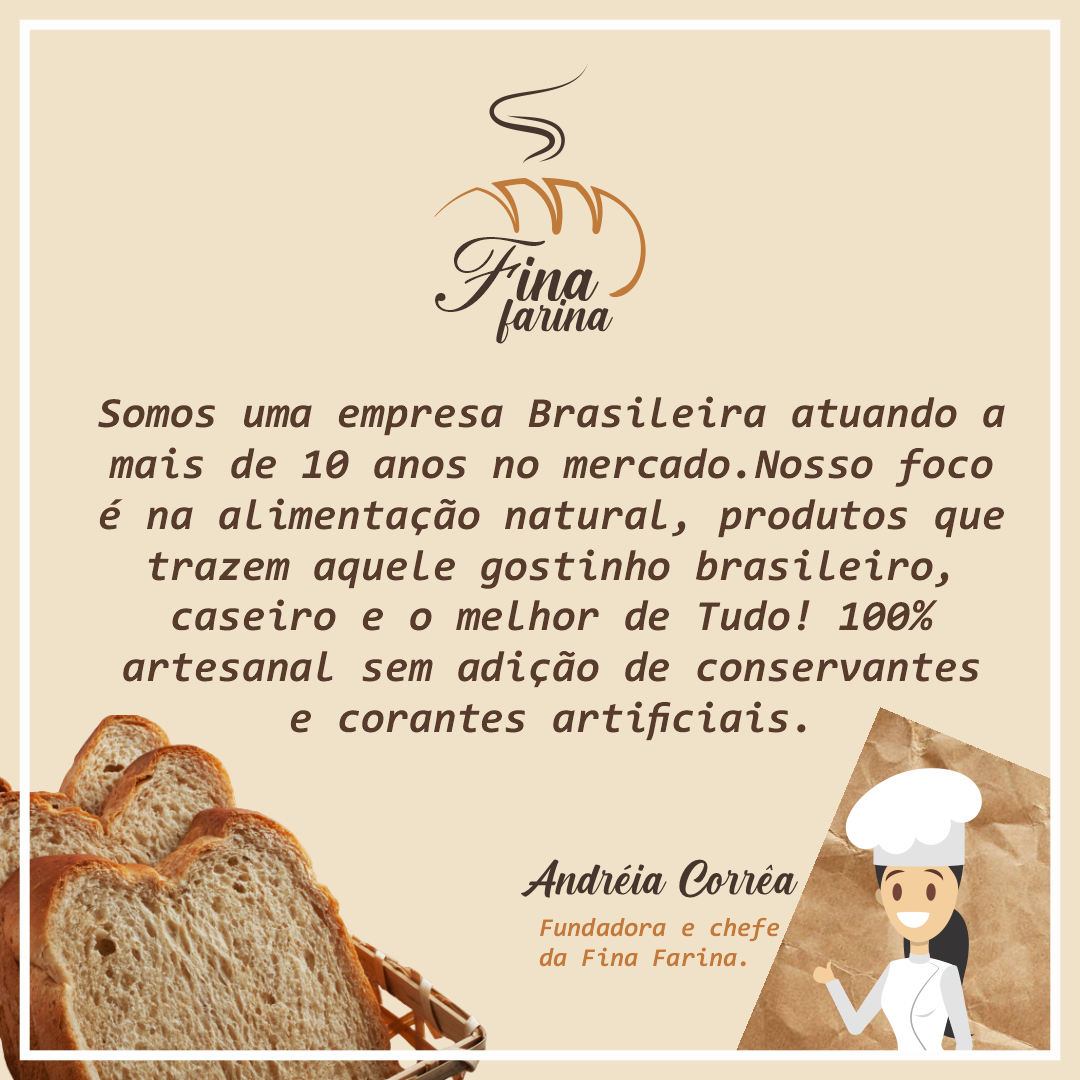 Fina
farina
Somos uma empresa Brasileira atuando a
mais de 10 anos no mercado.Nosso foco
é na alimentação natural, produtos que
trazem aquele gostinho brasileiro,
caseiro e o melhor de Tudo! 100%
artesanal sem adição de conservantes
e corantes artificiais.
Andréia Corrêa
Fundadora e chefe
da Fina Farina.